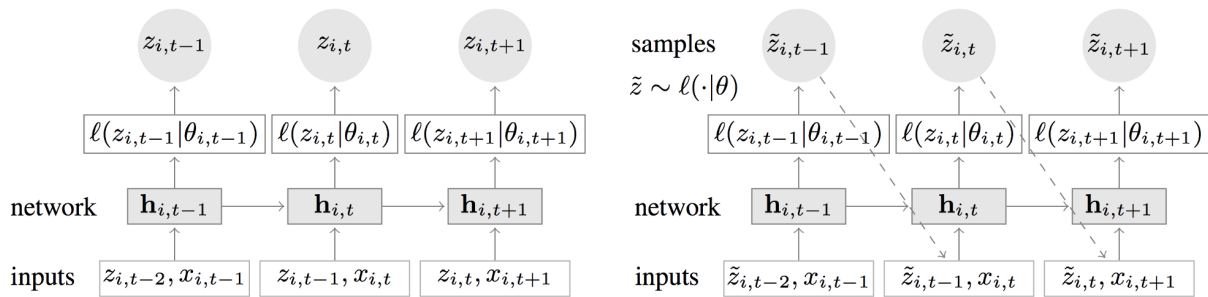 z_{i,t−1} z_{i,t} z_{i,t+1}
ℓ(z_{i,t−1}|θ_{i,t−1}) ℓ(z_{i,t}|θ_{i,t}) ℓ(z_{i,t+1}|θ_{i,t+1})
network h_{i,t−1} h_{i,t} h_{i,t+1}
inputs z_{i,t−2}, x_{i,t−1} z_{i,t−1}, x_{i,t} z_{i,t}, x_{i,t+1}
samples z̃_{i,t−1} z̃_{i,t} z̃_{i,t+1}
z̃ ∼ ℓ(·|θ)
ℓ(z_{i,t−1}|θ_{i,t−1}) ℓ(z_{i,t}|θ_{i,t}) ℓ(z_{i,t+1}|θ_{i,t+1})
network h_{i,t−1} h_{i,t} h_{i,t+1}
inputs z̃_{i,t−2}, x_{i,t−1} z̃_{i,t−1}, x_{i,t} z̃_{i,t}, x_{i,t+1}